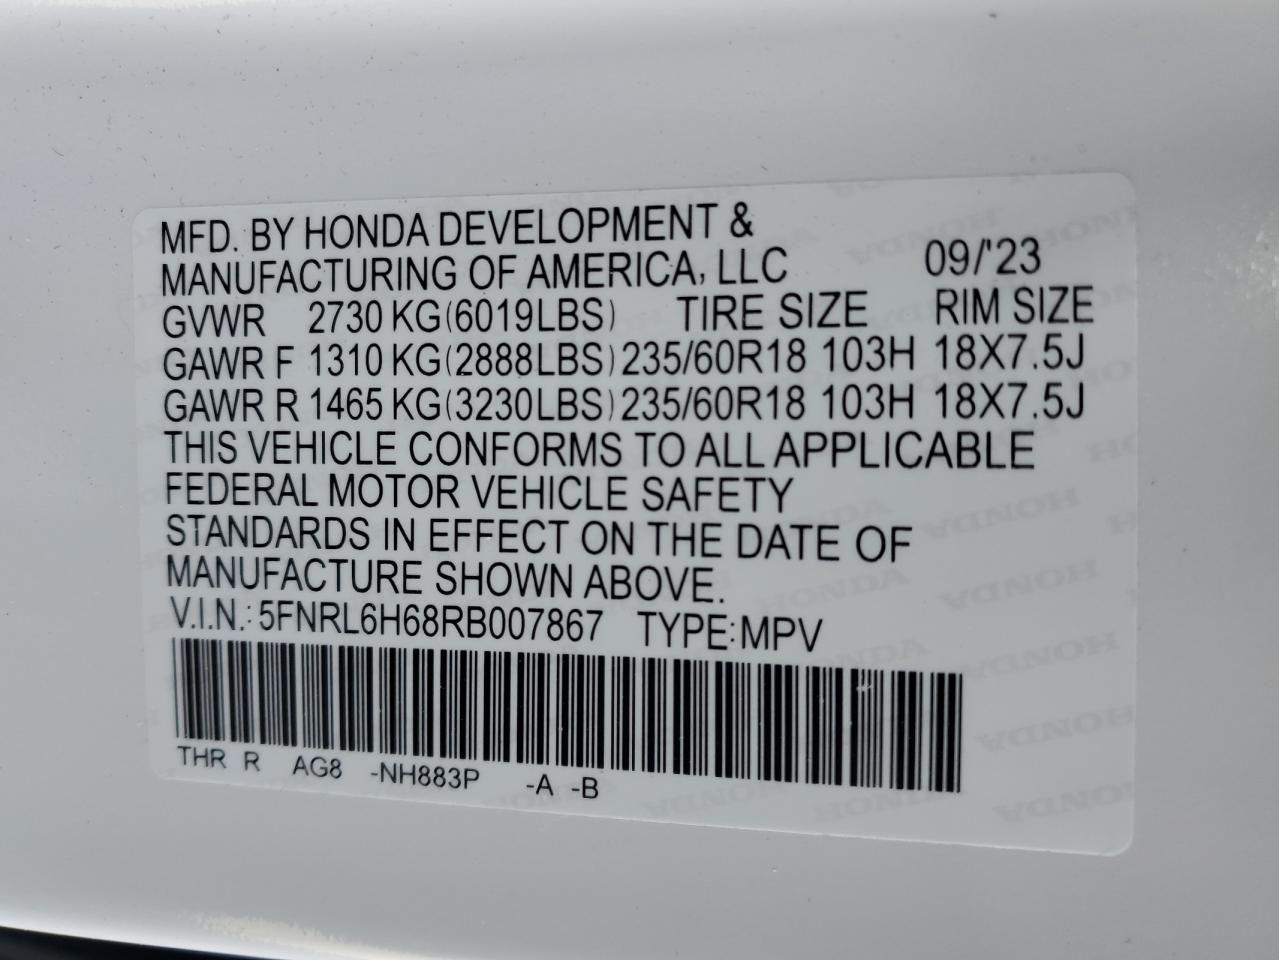 MFD. BY HONDA DEVELOPMENT &
MANUFACTURING OF AMERICA, LLC 09/'23
GVWR 2730 KG(6019LBS) TIRE SIZE RIM SIZE
GAWR F 1310 KG(2888LBS) 235/60R18 103H 18X7.5J
GAWR R 1465 KG(3230LBS) 235/60R18 103H 18X7.5J
THIS VEHICLE CONFORMS TO ALL APPLICABLE
FEDERAL MOTOR VEHICLE SAFETY
STANDARDS IN EFFECT ON THE DATE OF
MANUFACTURE SHOWN ABOVE.
V.I.N.: 5FNRL6H68RB007867 TYPE:MPV
THR R AG8 -NH883P -A -B